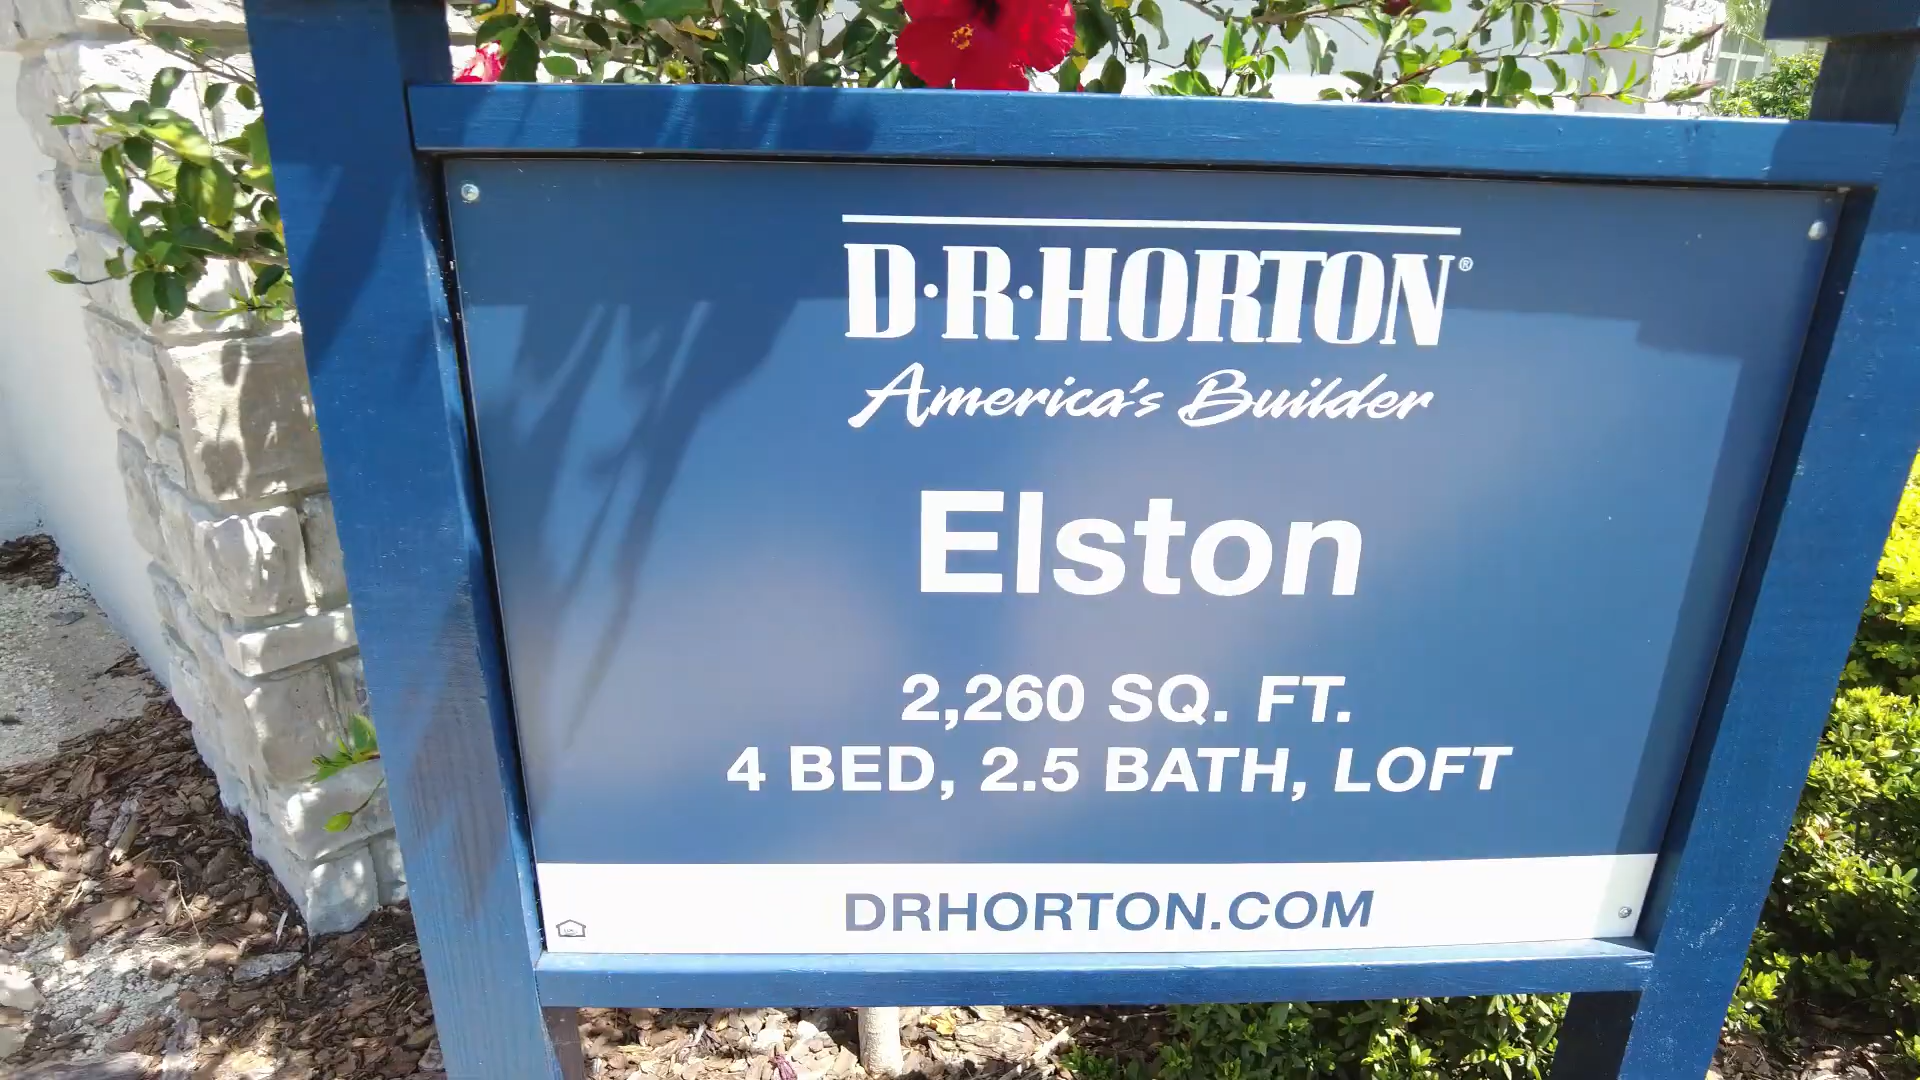 D·R·HORTON®
America's Builder
Elston
2,260 SQ. FT.
4 BED, 2.5 BATH, LOFT
DRHORTON.COM